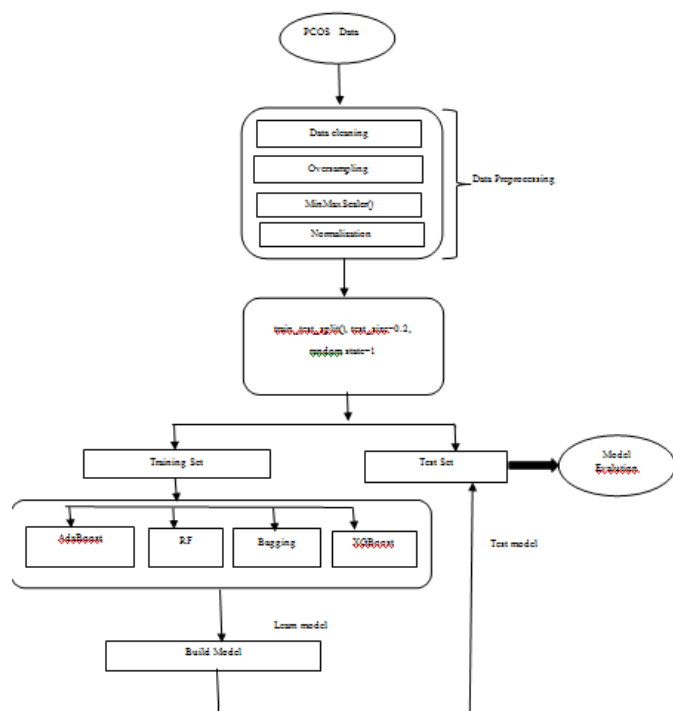 PCOS Data
Data cleaning
Oversampling
MinMaxScaler()
Normalization
Data Preprocessing
train_test_split(), test_size=0.2,
random state=1
Training Set
Test Set
Model
Evalution
AdaBoost
RF
Bagging
XGBoost
Test model
Learn model
Build Model